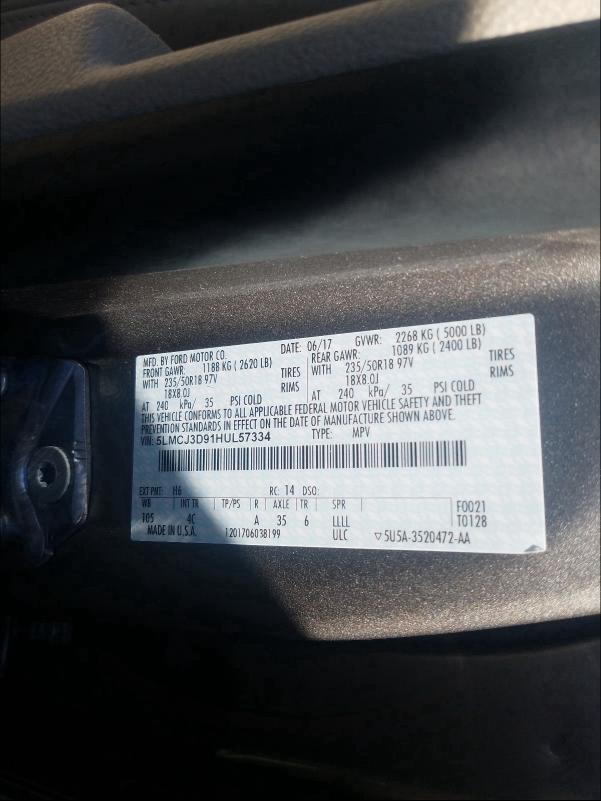 MFD. BY FORD MOTOR CO. DATE: 06/17 GVWR: 2268 KG ( 5000 LB)
FRONT GAWR: 1188 KG ( 2620 LB) REAR GAWR: 1089 KG ( 2400 LB)
WITH 235/50R18 97V TIRES WITH 235/50R18 97V TIRES
18X8.0J RIMS 18X8.0J RIMS
AT 240 kPa/ 35 PSI COLD AT 240 kPa/ 35 PSI COLD
THIS VEHICLE CONFORMS TO ALL APPLICABLE FEDERAL MOTOR VEHICLE SAFETY AND THEFT
PREVENTION STANDARDS IN EFFECT ON THE DATE OF MANUFACTURE SHOWN ABOVE.
VIN: 5LMCJ3D91HUL57334 TYPE: MPV
EXT PNT: H6 RC: 14 DSO:
WB INT TR TP/PS R AXLE TR SPR F0021
105 4C A 35 6 LLLL T0128
MADE IN U.S.A. 1201706038199 ULC ▽5U5A-3520472-AA